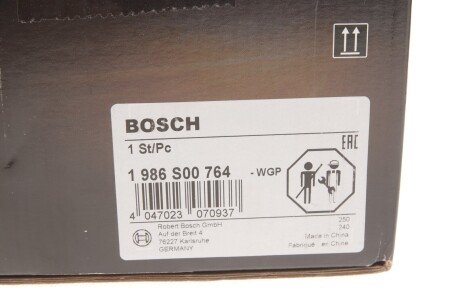 BOSCH
1 St/Pc
EAC
1 986 S00 764 -WGP
4 047023 070937
Robert Bosch GmbH
Auf der Breit 4
76227 Karlsruhe
GERMANY
250
240
Made in China
Fabriqué en Chine